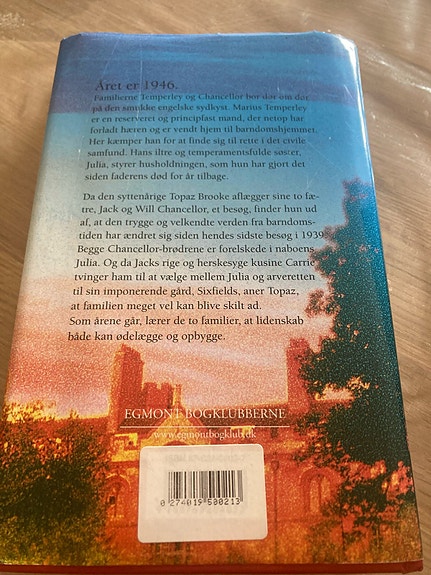 Året er 1946.
Familierne Temperley og Chancellor bor dør om dør
på den smukke engelske sydkyst. Marius Temperley
er en reserveret og principfast mand, der netop har
forladt hæren og er vendt hjem til barndomshjemmet.
Her kæmper han for at finde sig til rette i det civile
samfund. Hans iltre og temperamentsfulde søster,
Julia, styrer husholdningen, som hun har gjort det
siden faderens død for år tilbage.
Da den syttenårige Topaz Brooke aflægger sine to fæ-
tre, Jack og Will Chancellor, et besøg, finder hun ud
af, at den trygge og velkendte verden fra barndoms-
tiden har ændret sig siden hendes sidste besøg i 1939.
Begge Chancellor-brødrene er forelskede i naboens
Julia. Og da Jacks rige og herskesyge kusine Carrie
tvinger ham til at vælge mellem Julia og arveretten
til sin imponerende gård, Sixfields, aner Topaz,
at familien meget vel kan blive skilt ad.
Som årene går, lærer de to familier, at lidenskab
både kan ødelægge og opbygge.
EGMONT BOGKLUBBERNE
www.egmontbogklub.dk
0 274019 500213